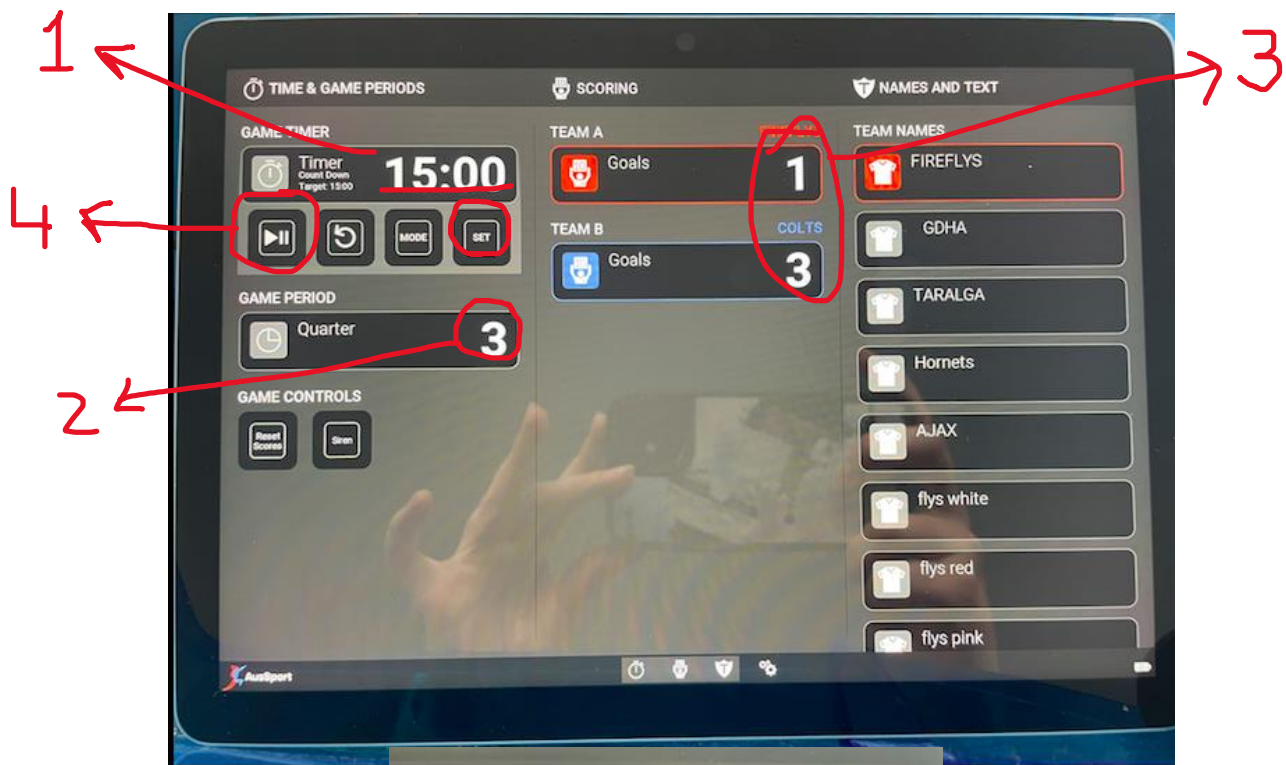 1
3
4
2
TIME & GAME PERIODS
SCORING
NAMES AND TEXT
GAME TIMER
Timer
Count Down
Target: 15:00
15:00
MODE
SET
GAME PERIOD
Quarter
3
GAME CONTROLS
Reset
Scores
Siren
TEAM A
Goals
1
TEAM B
COLTS
Goals
3
TEAM NAMES
FIREFLYS
GDHA
TARALGA
Hornets
AJAX
flys white
flys red
flys pink
AusSport